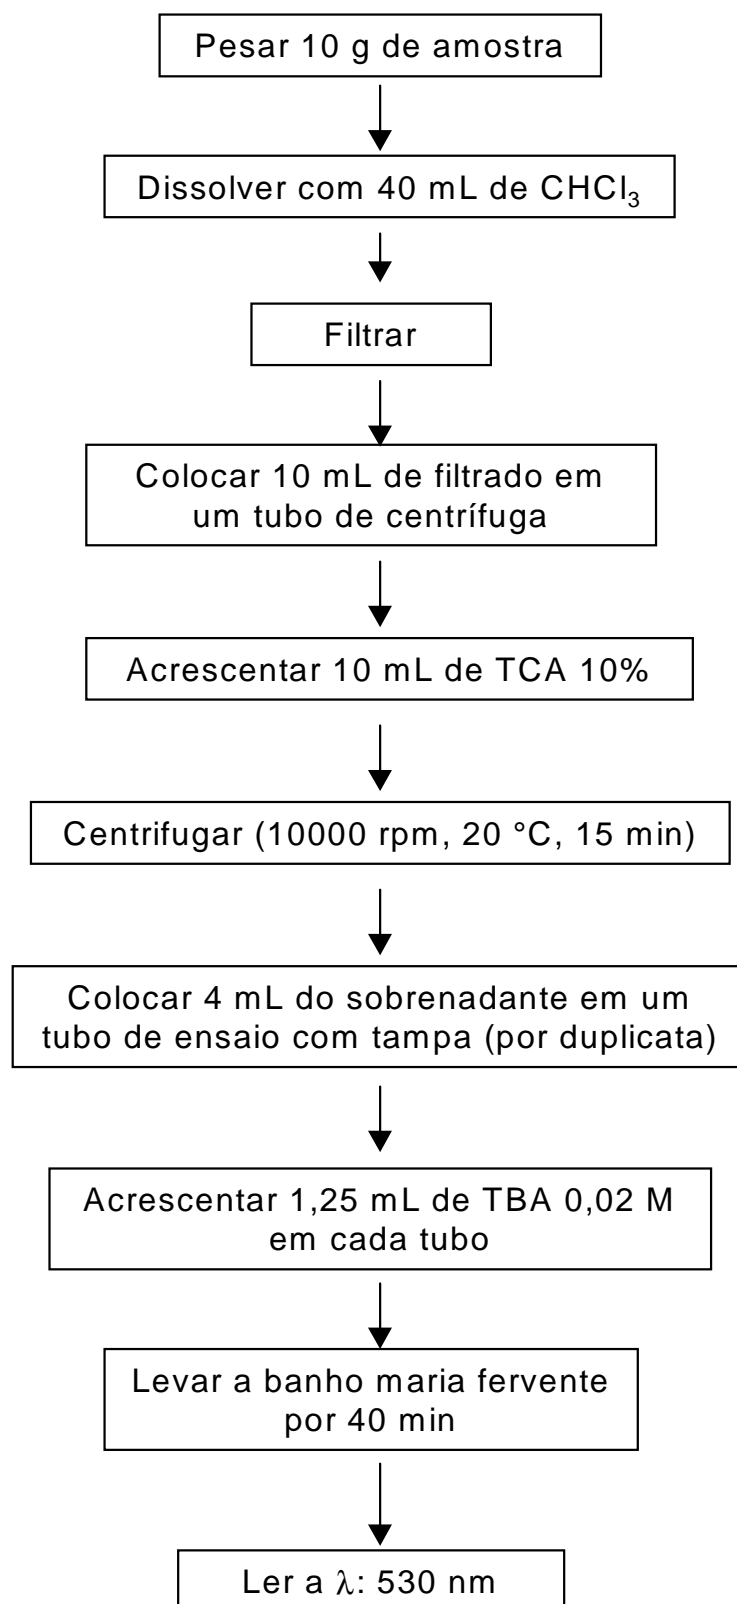 Pesar 10 g de amostra
Dissolver com 40 mL de CHCl₃
Filtrar
Colocar 10 mL de filtrado em
um tubo de centrífuga
Acrescentar 10 mL de TCA 10%
Centrifugar (10000 rpm, 20 °C, 15 min)
Colocar 4 mL do sobrenadante em um
tubo de ensaio com tampa (por duplicata)
Acrescentar 1,25 mL de TBA 0,02 M
em cada tubo
Levar a banho maria fervente
por 40 min
Ler a λ: 530 nm